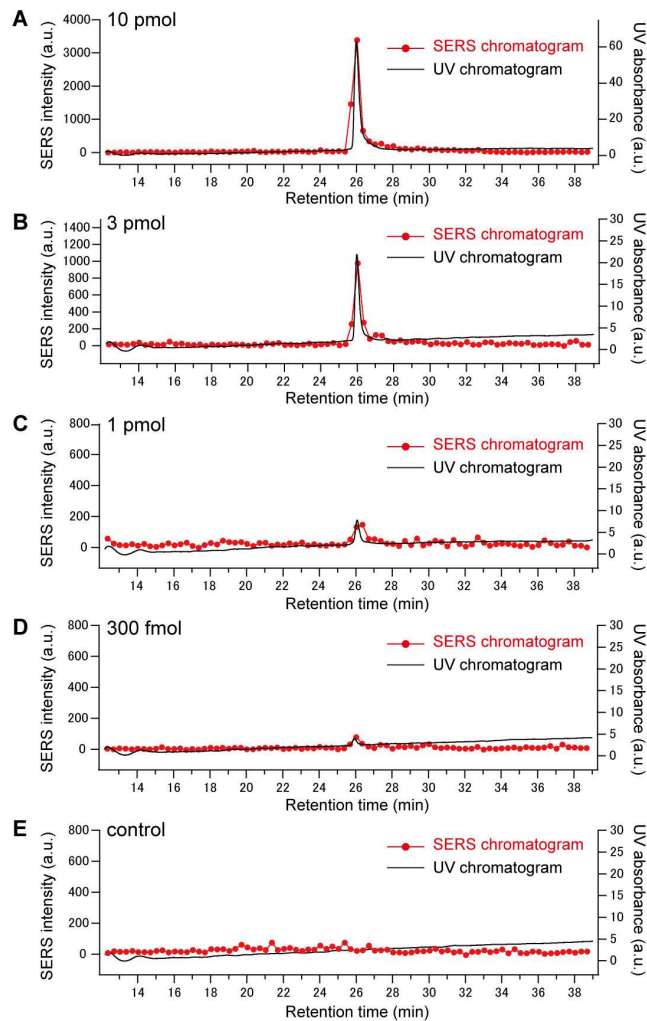 A
10 pmol
4000
3000
2000
1000
0
SERS intensity (a.u.)
SERS chromatogram
UV chromatogram
60
40
20
0
UV absorbance (a.u.)
14 16 18 20 22 24 26 28 30 32 34 36 38
Retention time (min)
B
3 pmol
1400
1200
1000
800
600
400
200
0
SERS intensity (a.u.)
SERS chromatogram
UV chromatogram
30
25
20
15
10
5
0
UV absorbance (a.u.)
14 16 18 20 22 24 26 28 30 32 34 36 38
Retention time (min)
C
1 pmol
800
600
400
200
0
SERS intensity (a.u.)
SERS chromatogram
UV chromatogram
30
25
20
15
10
5
0
UV absorbance (a.u.)
14 16 18 20 22 24 26 28 30 32 34 36 38
Retention time (min)
D
300 fmol
800
600
400
200
0
SERS intensity (a.u.)
SERS chromatogram
UV chromatogram
30
25
20
15
10
5
0
UV absorbance (a.u.)
14 16 18 20 22 24 26 28 30 32 34 36 38
Retention time (min)
E
control
800
600
400
200
0
SERS intensity (a.u.)
SERS chromatogram
UV chromatogram
30
25
20
15
10
5
0
UV absorbance (a.u.)
14 16 18 20 22 24 26 28 30 32 34 36 38
Retention time (min)